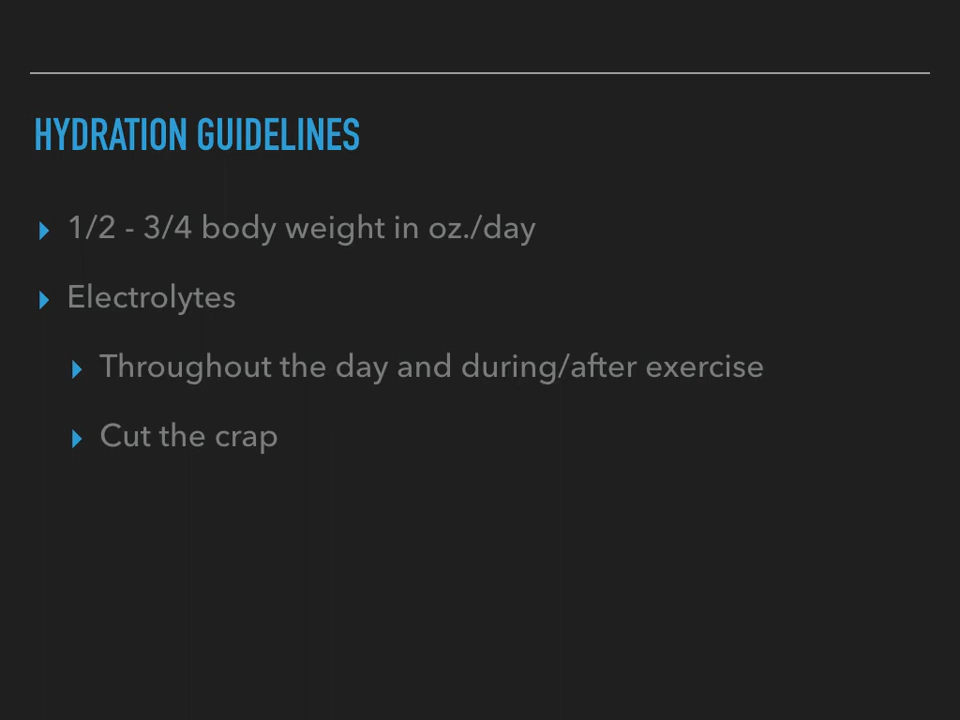 HYDRATION GUIDELINES
1/2 - 3/4 body weight in oz./day
Electrolytes
Throughout the day and during/after exercise
Cut the crap